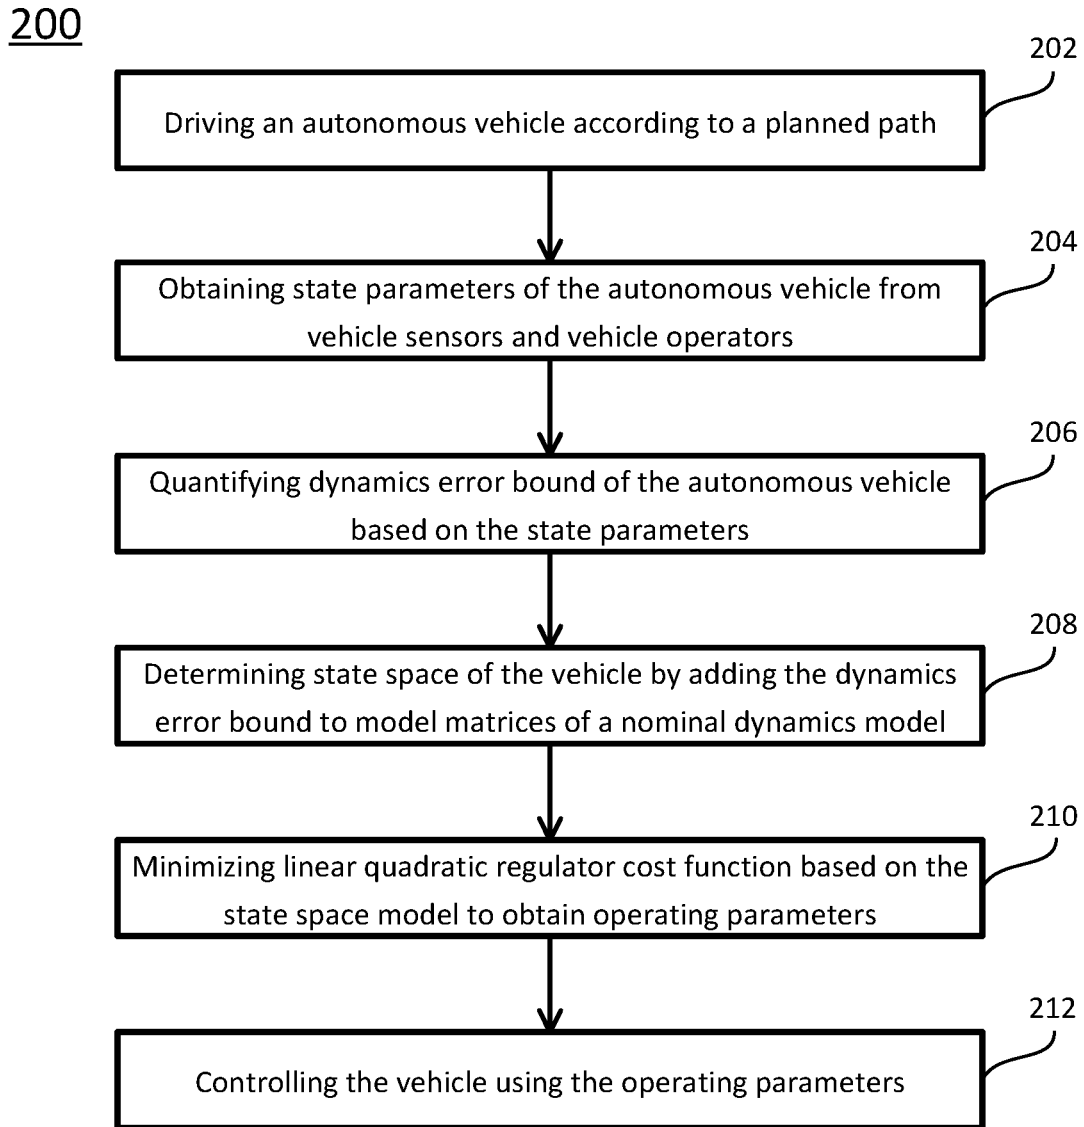 200
202
Driving an autonomous vehicle according to a planned path
204
Obtaining state parameters of the autonomous vehicle from
vehicle sensors and vehicle operators
206
Quantifying dynamics error bound of the autonomous vehicle
based on the state parameters
208
Determining state space of the vehicle by adding the dynamics
error bound to model matrices of a nominal dynamics model
210
Minimizing linear quadratic regulator cost function based on the
state space model to obtain operating parameters
212
Controlling the vehicle using the operating parameters